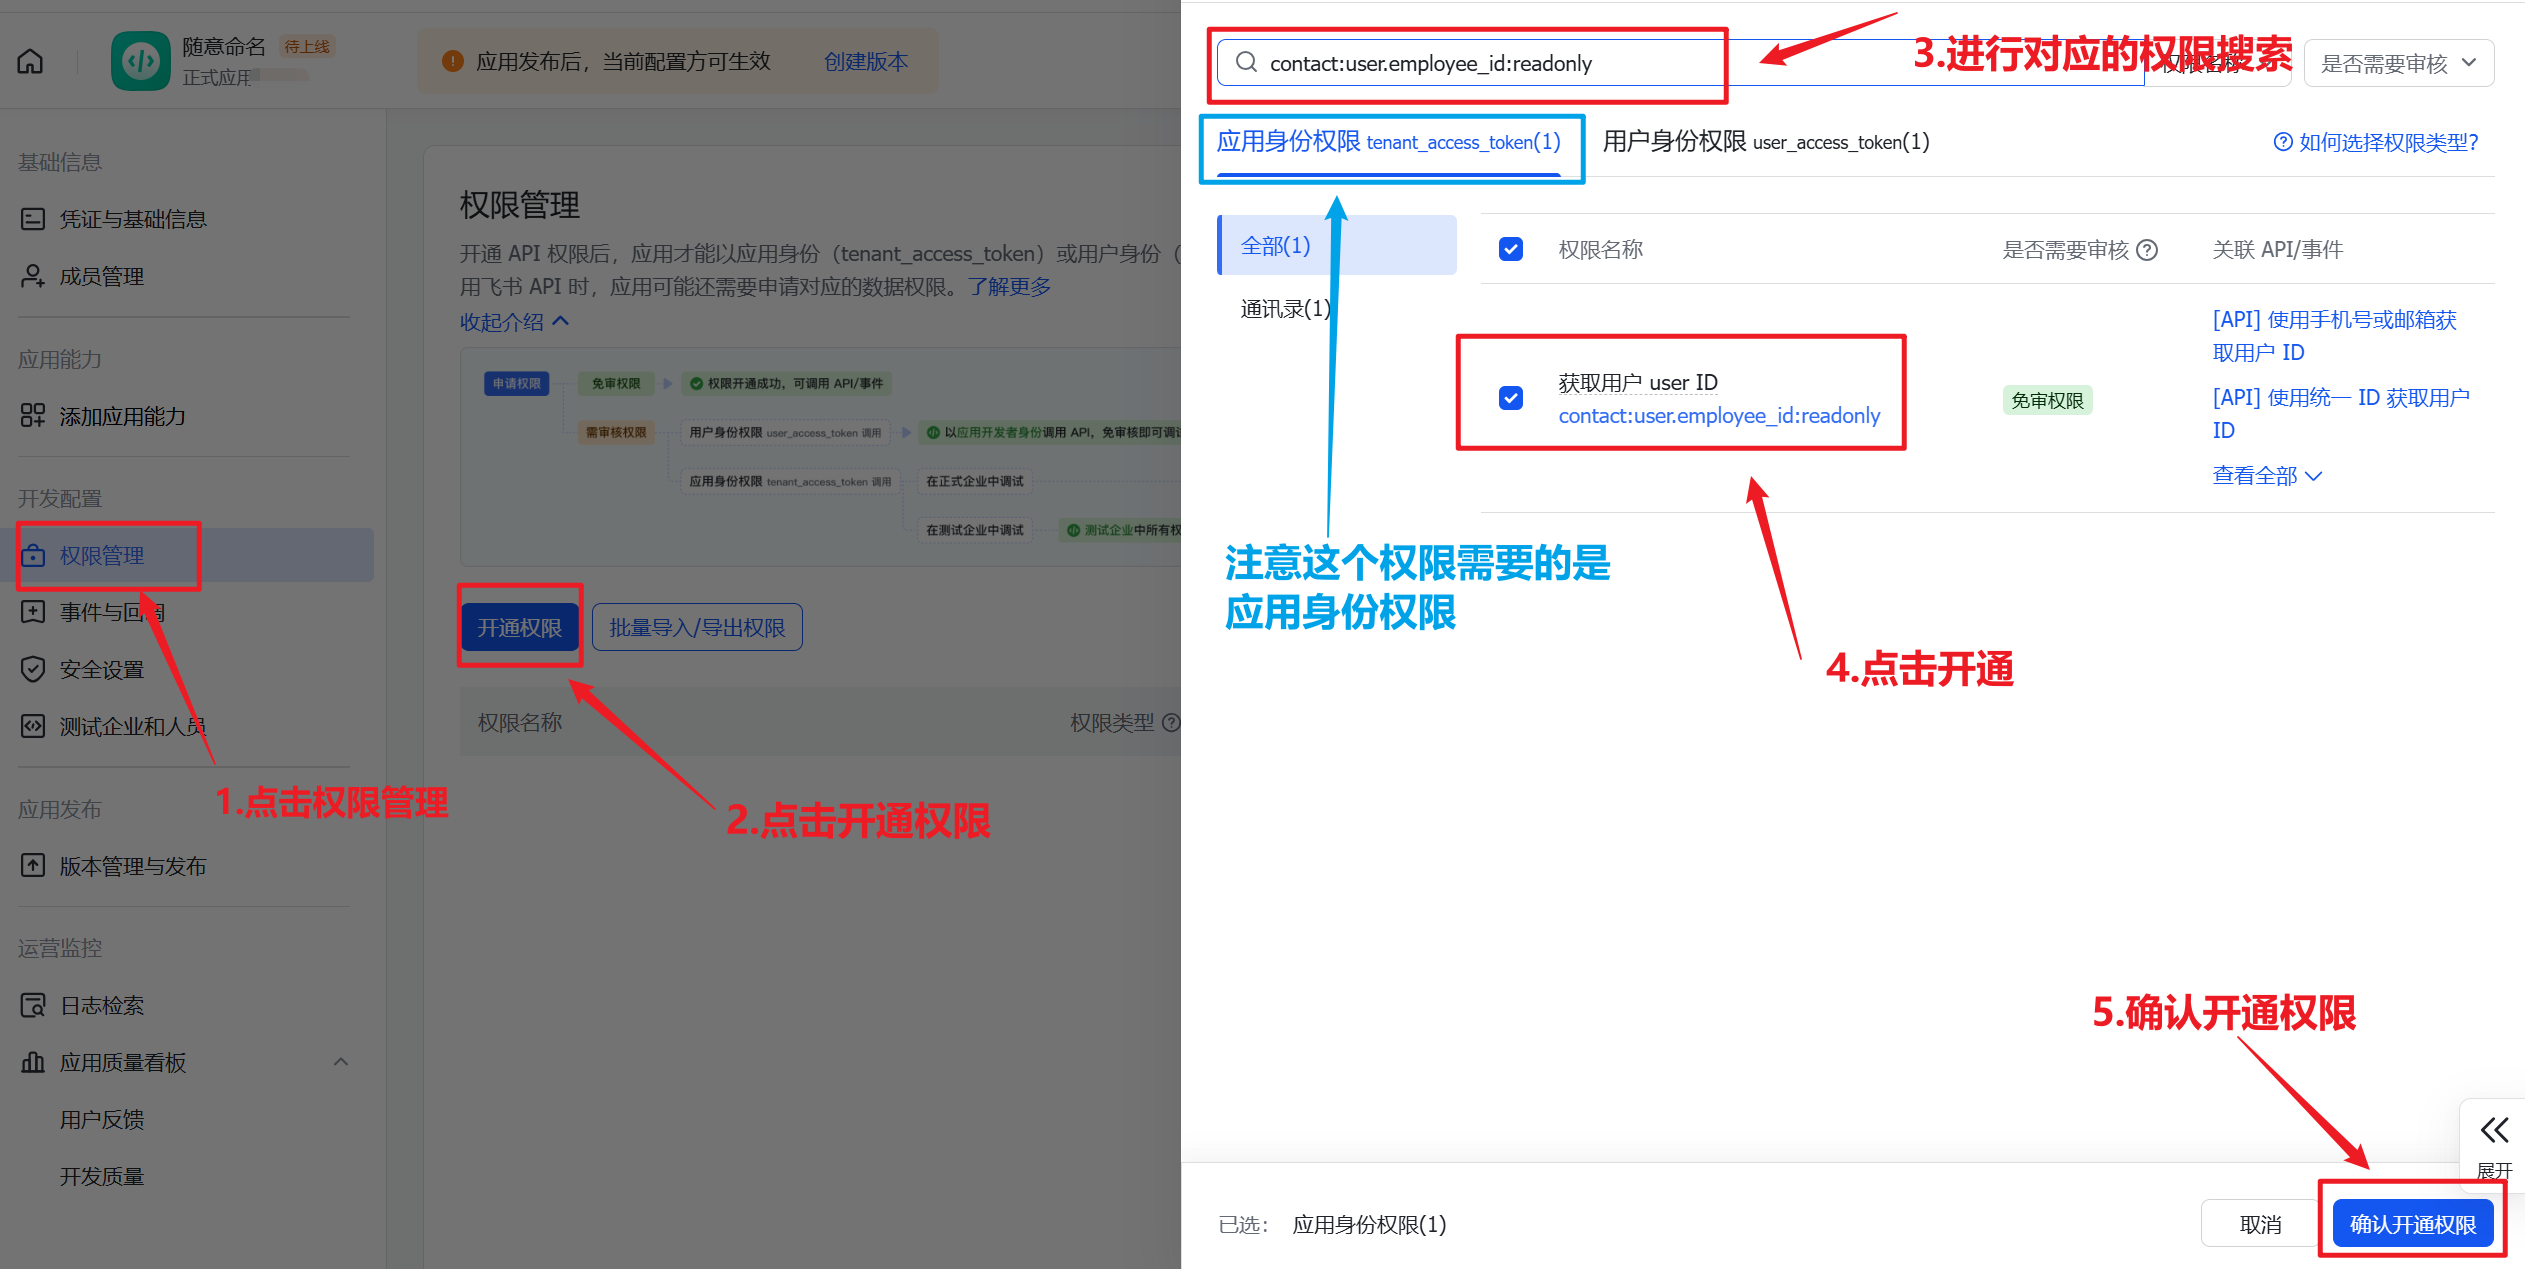 随意命名 待上线
正式应用
应用发布后，当前配置方可生效 创建版本
基础信息
凭证与基础信息
成员管理
应用能力
添加应用能力
开发配置
权限管理
事件与回调
安全设置
测试企业和人员
应用发布
版本管理与发布
运营监控
日志检索
应用质量看板
用户反馈
开发质量
1.点击权限管理
权限管理
开通 API 权限后，应用才能以应用身份（tenant_access_token）或用户身份（
用飞书 API 时，应用可能还需要申请对应的数据权限。了解更多
收起介绍
申请权限 免审权限 权限开通成功，可调用 API/事件
需审核权限 用户身份权限 user_access_token 调用 以应用开发者身份调用 API，免审核即可调试
应用身份权限 tenant_access_token 调用 在正式企业中调试
在测试企业中调试 测试企业中所有权
开通权限 批量导入/导出权限
权限名称 权限类型
2.点击开通权限
contact:user.employee_id:readonly 权限名称 是否需要审核
3.进行对应的权限搜索
应用身份权限 tenant_access_token(1) 用户身份权限 user_access_token(1) 如何选择权限类型?
全部(1)
通讯录(1)
权限名称 是否需要审核 关联 API/事件
获取用户 user ID
contact:user.employee_id:readonly
免审权限
[API] 使用手机号或邮箱获
取用户 ID
[API] 使用统一 ID 获取用户
ID
查看全部
注意这个权限需要的是
应用身份权限
4.点击开通
5.确认开通权限
展开
已选： 应用身份权限(1) 取消 确认开通权限